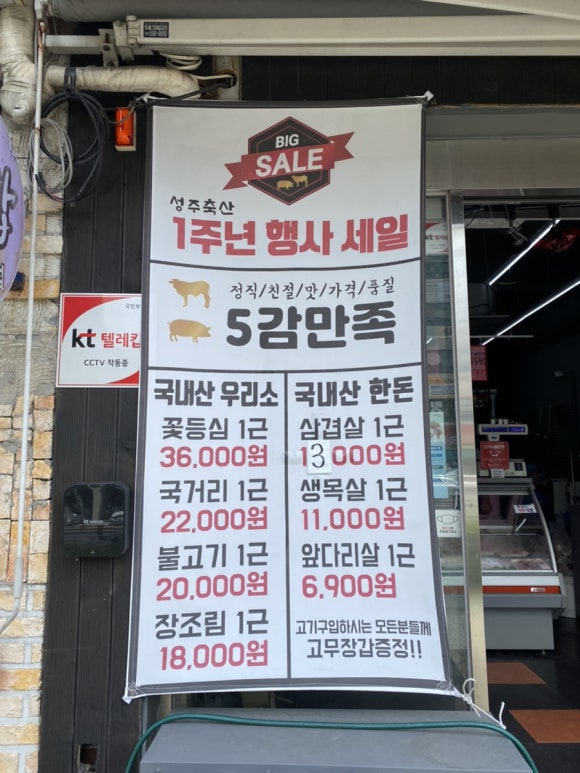 BIG
SALE
성주축산
1주년 행사 세일
정직/친절/맛/가격/품질
5감만족
국내산 우리소
꽃등심 1근
36,000원
국거리 1근
22,000원
불고기 1근
20,000원
장조림 1근
18,000원
국내산 한돈
삼겹살 1근
13,000원
생목살 1근
11,000원
앞다리살 1근
6,900원
고기구입하시는 모든분들께
고무장갑증정!!
kt 텔레캅
CCTV 작동중
kt